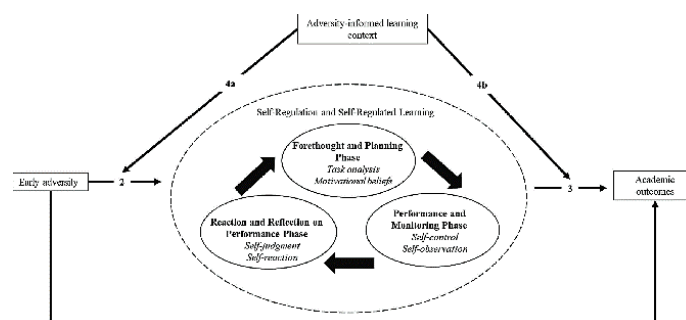 Adversity-informed learning
context
4a
4b
Self-Regulation and Self-Regulated Learning
Forethought and Planning
Phase
Task analysis
Motivational beliefs
Early adversity
2
3
Academic
outcomes
Reaction and Reflection on
Performance Phase
Self-judgment
Self-reaction
Performance and
Monitoring Phase
Self-control
Self-observation